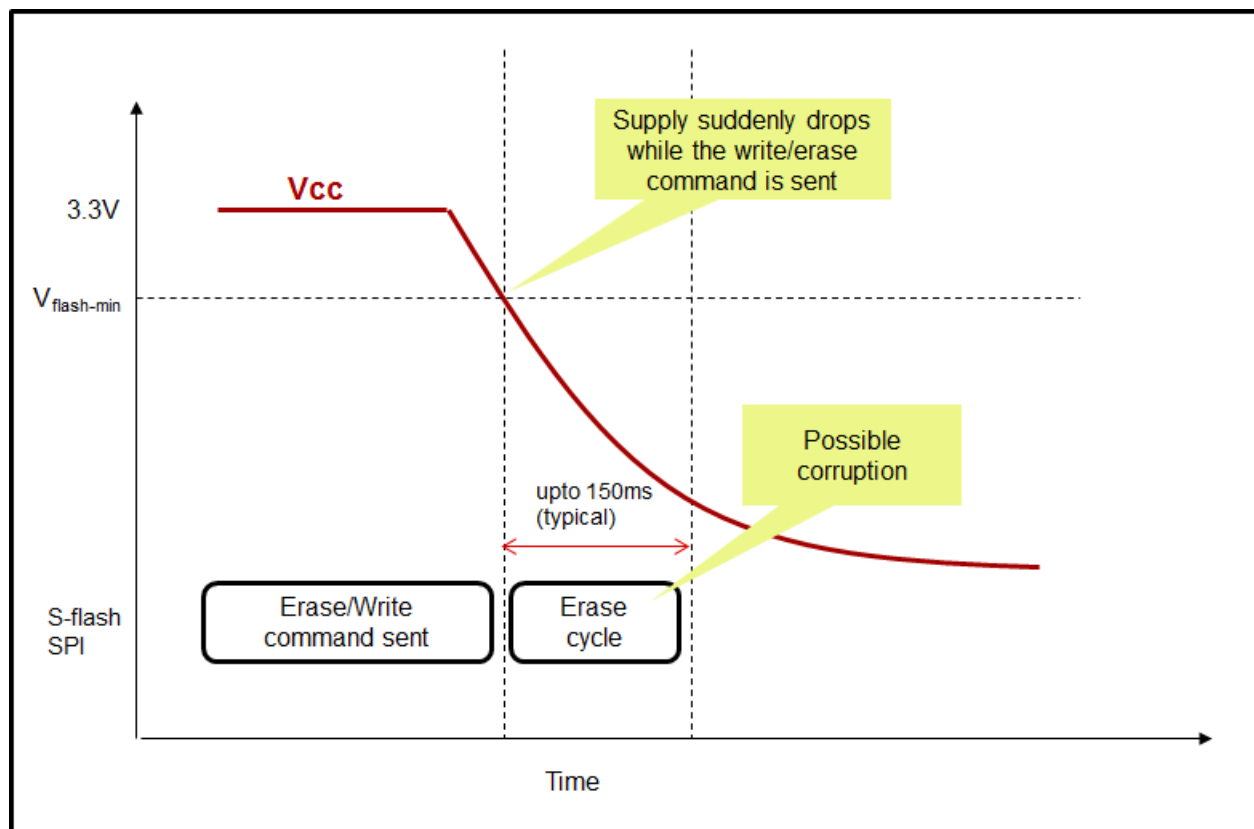 Supply suddenly drops
while the write/erase
command is sent
Vcc
3.3V
Vflash-min
Possible
corruption
upto 150ms
(typical)
S-flash
SPI
Erase/Write
command sent
Erase
cycle
Time